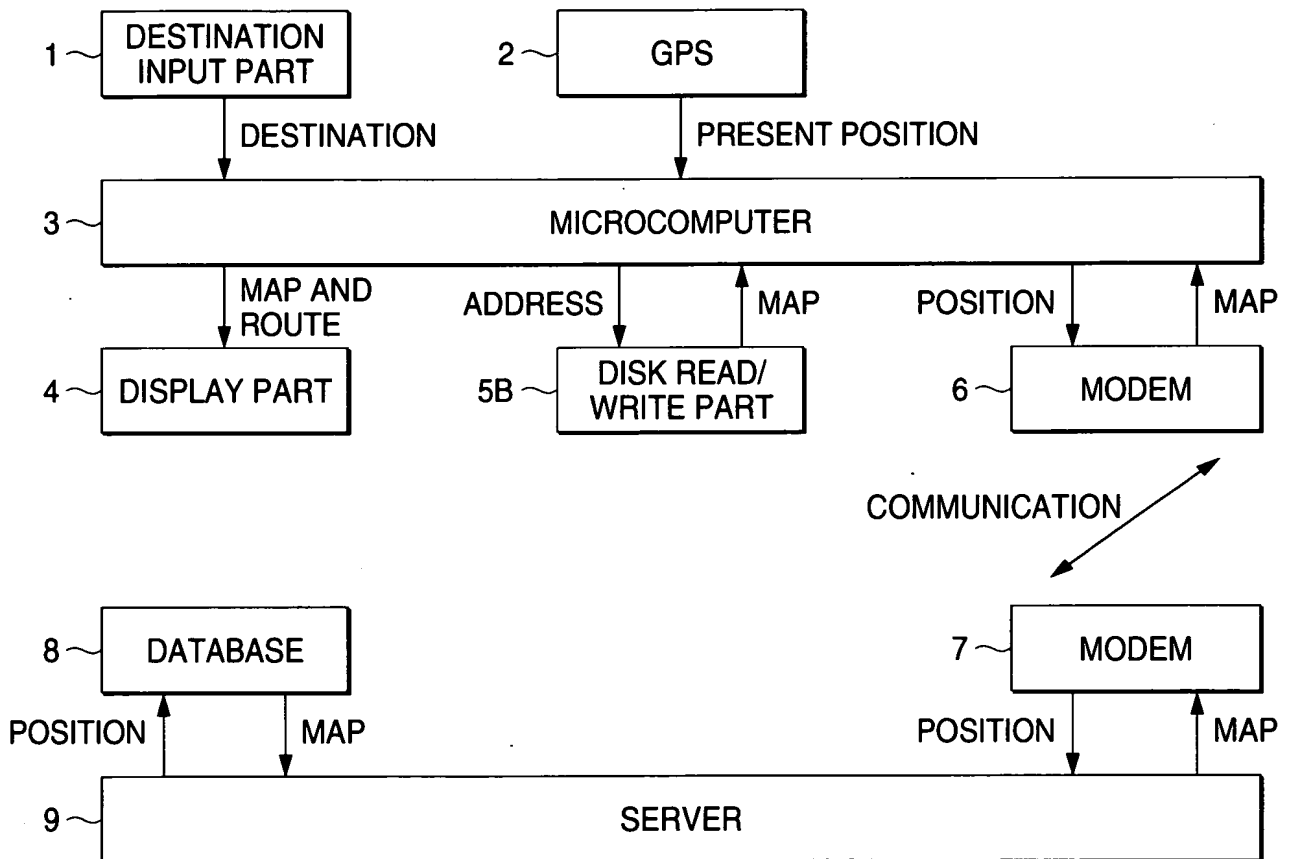 1
DESTINATION
INPUT PART
2
GPS
DESTINATION
PRESENT POSITION
3
MICROCOMPUTER
MAP AND
ROUTE
ADDRESS
MAP
POSITION
MAP
4
DISPLAY PART
5B
DISK READ/
WRITE PART
6
MODEM
COMMUNICATION
8
DATABASE
7
MODEM
POSITION
MAP
POSITION
MAP
9
SERVER